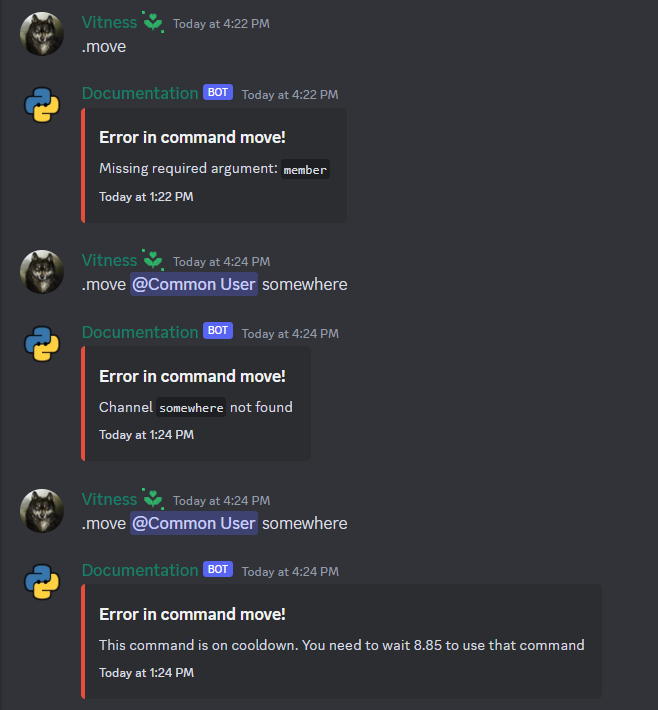 Vitness Today at 4:22 PM
.move
Documentation BOT Today at 4:22 PM
Error in command move!
Missing required argument: member
Today at 1:22 PM
Vitness Today at 4:24 PM
.move @Common User somewhere
Documentation BOT Today at 4:24 PM
Error in command move!
Channel somewhere not found
Today at 1:24 PM
Vitness Today at 4:24 PM
.move @Common User somewhere
Documentation BOT Today at 4:24 PM
Error in command move!
This command is on cooldown. You need to wait 8.85 to use that command
Today at 1:24 PM